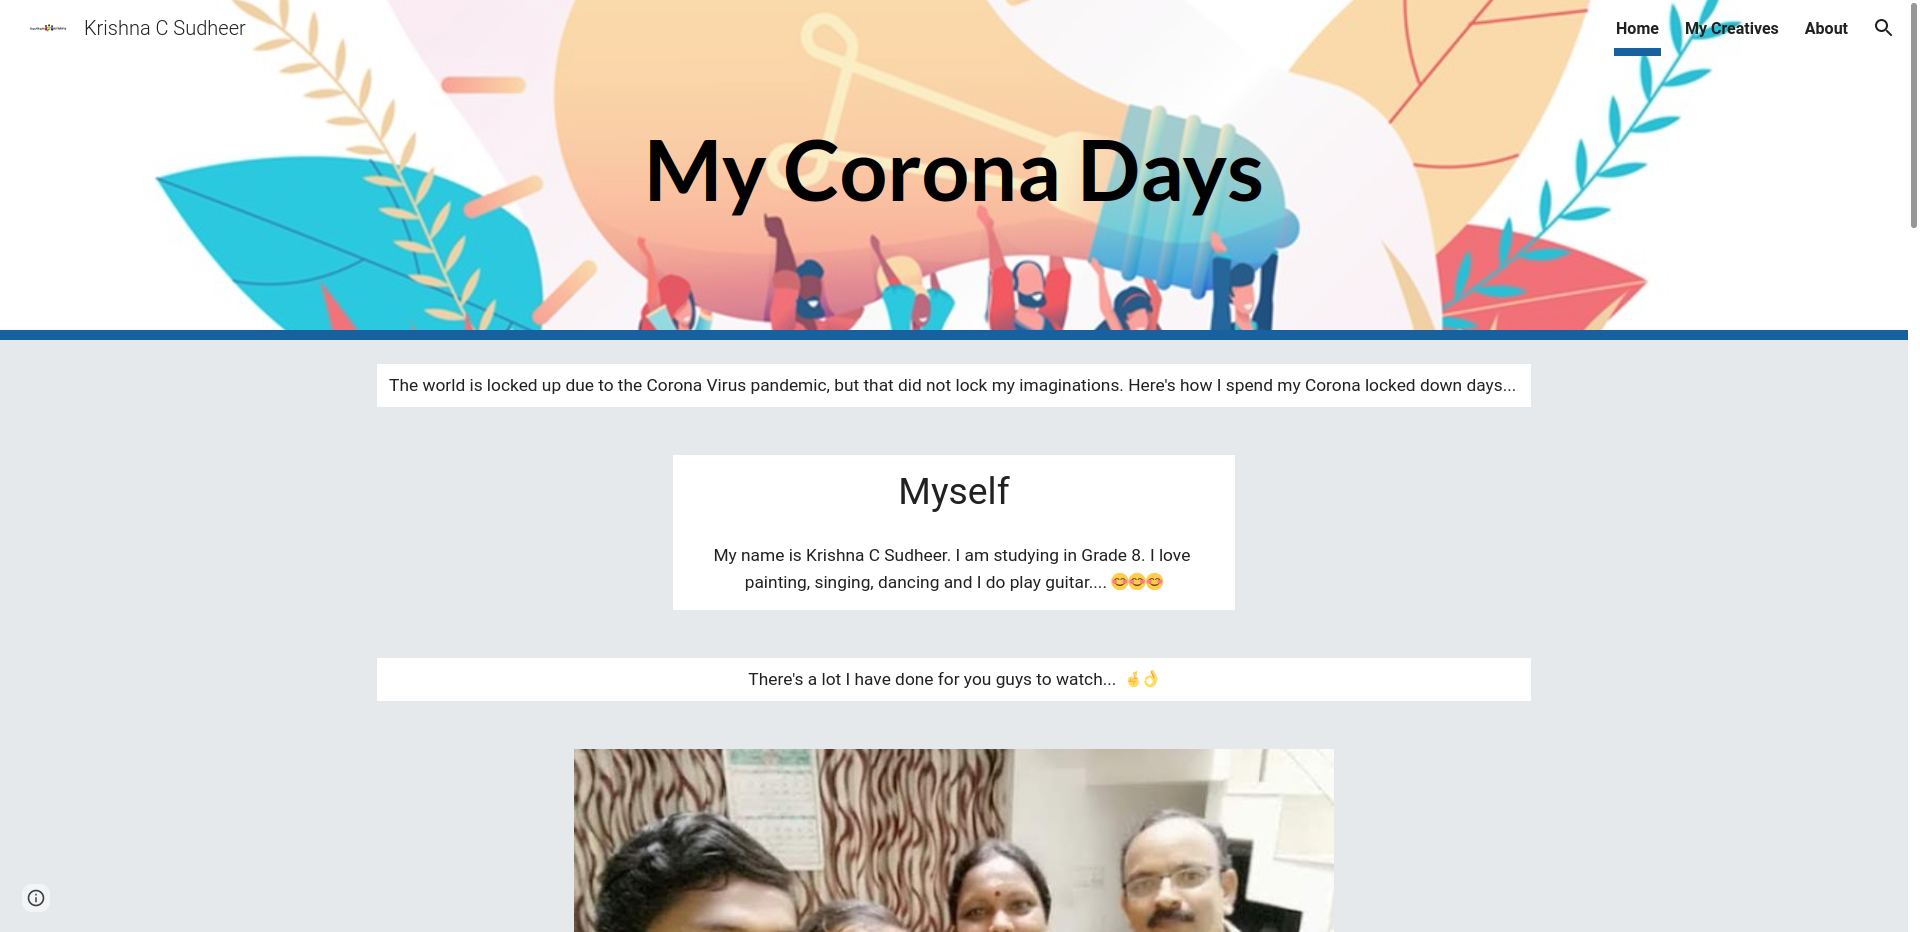 Krishna C Sudheer
Home
My Creatives
About
My Corona Days
The world is locked up due to the Corona Virus pandemic, but that did not lock my imaginations. Here's how I spend my Corona locked down days...
Myself
My name is Krishna C Sudheer. I am studying in Grade 8. I love
painting, singing, dancing and I do play guitar.... 😊😊😊
There's a lot I have done for you guys to watch... 🤞👌